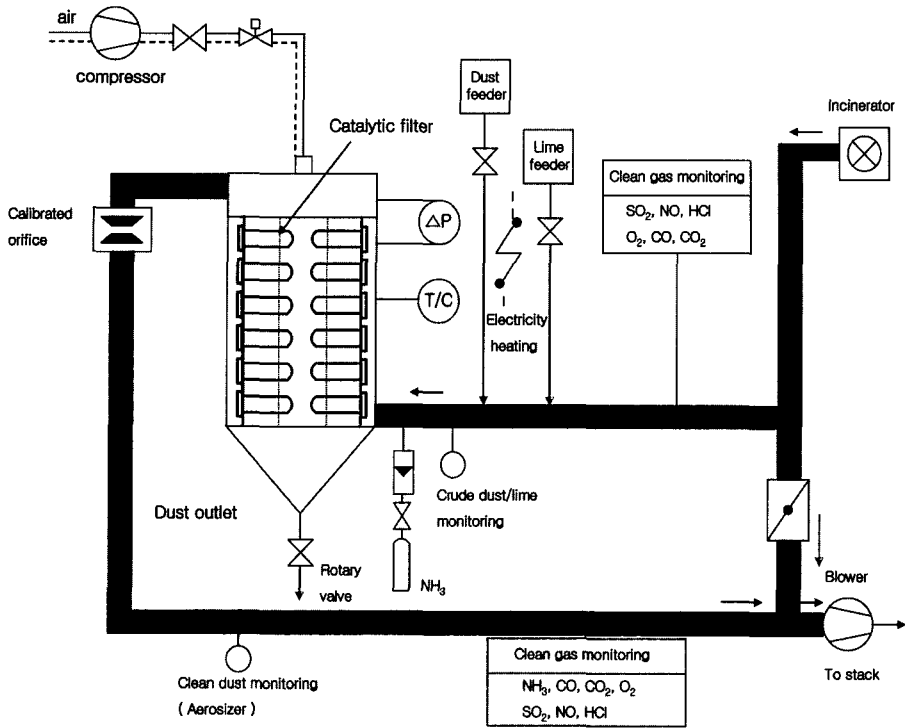 air
compressor
Catalytic filter
Dust
feeder
Lime
feeder
Incinerator
Clean gas monitoring
SO₂, NO, HCl
O₂, CO, CO₂
Calibrated
orifice
ΔP
T/C
Electricity
heating
Crude dust/lime
monitoring
Dust outlet
Rotary
valve
NH₃
Blower
To stack
Clean dust monitoring
( Aerosizer )
Clean gas monitoring
NH₃, CO, CO₂, O₂
SO₂, NO, HCl